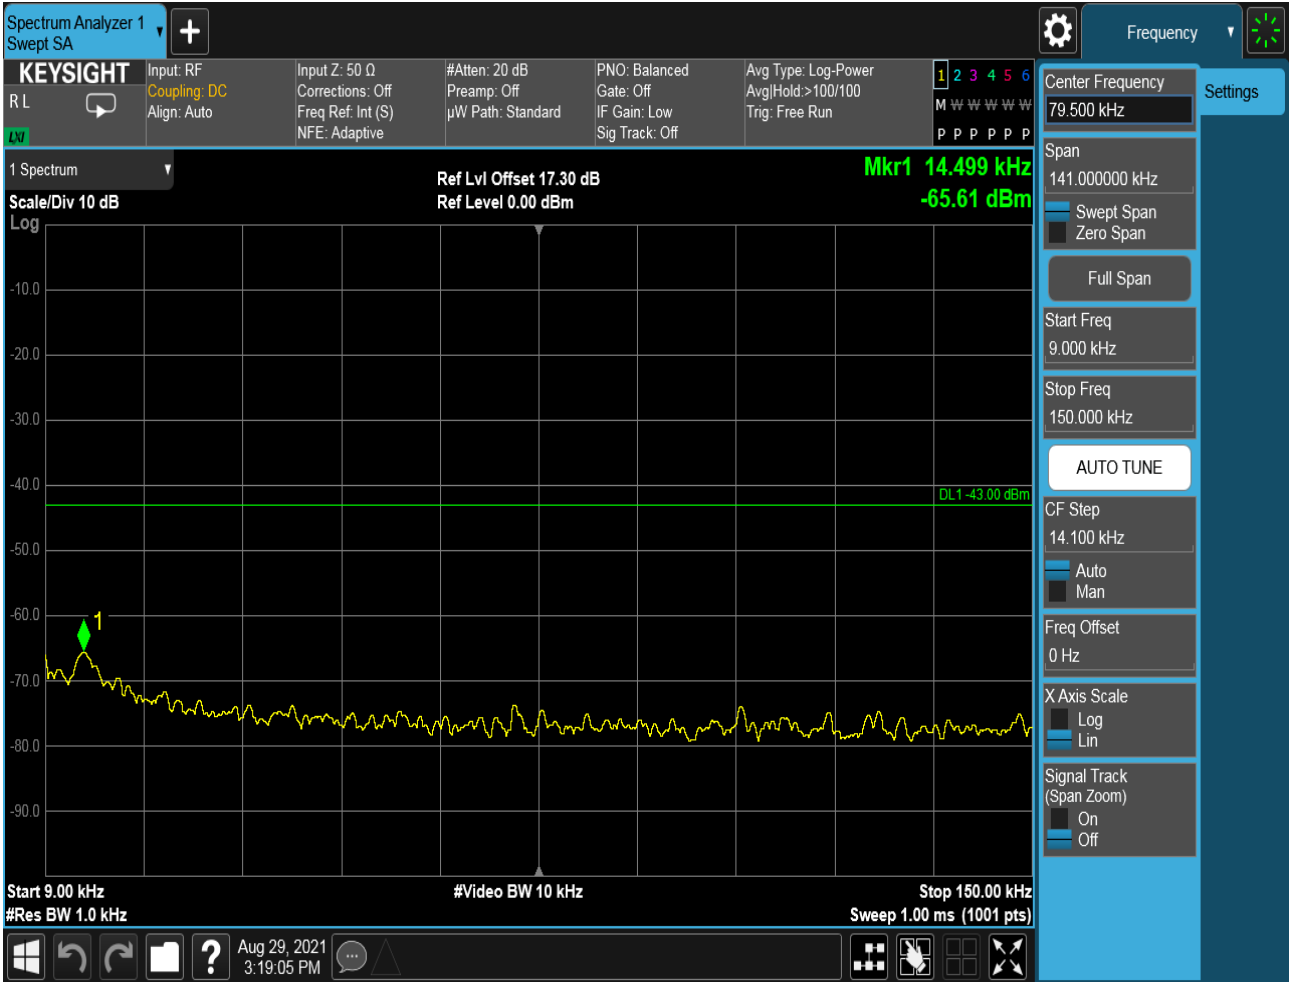 Spectrum Analyzer 1
Swept SA
Frequency
KEYSIGHT
R L
LXI
Input: RF
Coupling: DC
Align: Auto
Input Z: 50 Ω
Corrections: Off
Freq Ref: Int (S)
NFE: Adaptive
#Atten: 20 dB
Preamp: Off
µW Path: Standard
PNO: Balanced
Gate: Off
IF Gain: Low
Sig Track: Off
Avg Type: Log-Power
Avg|Hold:>100/100
Trig: Free Run
1 2 3 4 5 6
M W W W W W
P P P P P P
1 Spectrum
Scale/Div 10 dB
Log
Ref Lvl Offset 17.30 dB
Ref Level 0.00 dBm
Mkr1 14.499 kHz
-65.61 dBm
-10.0
-20.0
-30.0
-40.0
DL1 -43.00 dBm
-50.0
-60.0
1
-70.0
-80.0
-90.0
Start 9.00 kHz
#Video BW 10 kHz
Stop 150.00 kHz
#Res BW 1.0 kHz
Sweep 1.00 ms (1001 pts)
Aug 29, 2021
3:19:05 PM
Center Frequency
79.500 kHz
Settings
Span
141.000000 kHz
Swept Span
Zero Span
Full Span
Start Freq
9.000 kHz
Stop Freq
150.000 kHz
AUTO TUNE
CF Step
14.100 kHz
Auto
Man
Freq Offset
0 Hz
X Axis Scale
Log
Lin
Signal Track
(Span Zoom)
On
Off